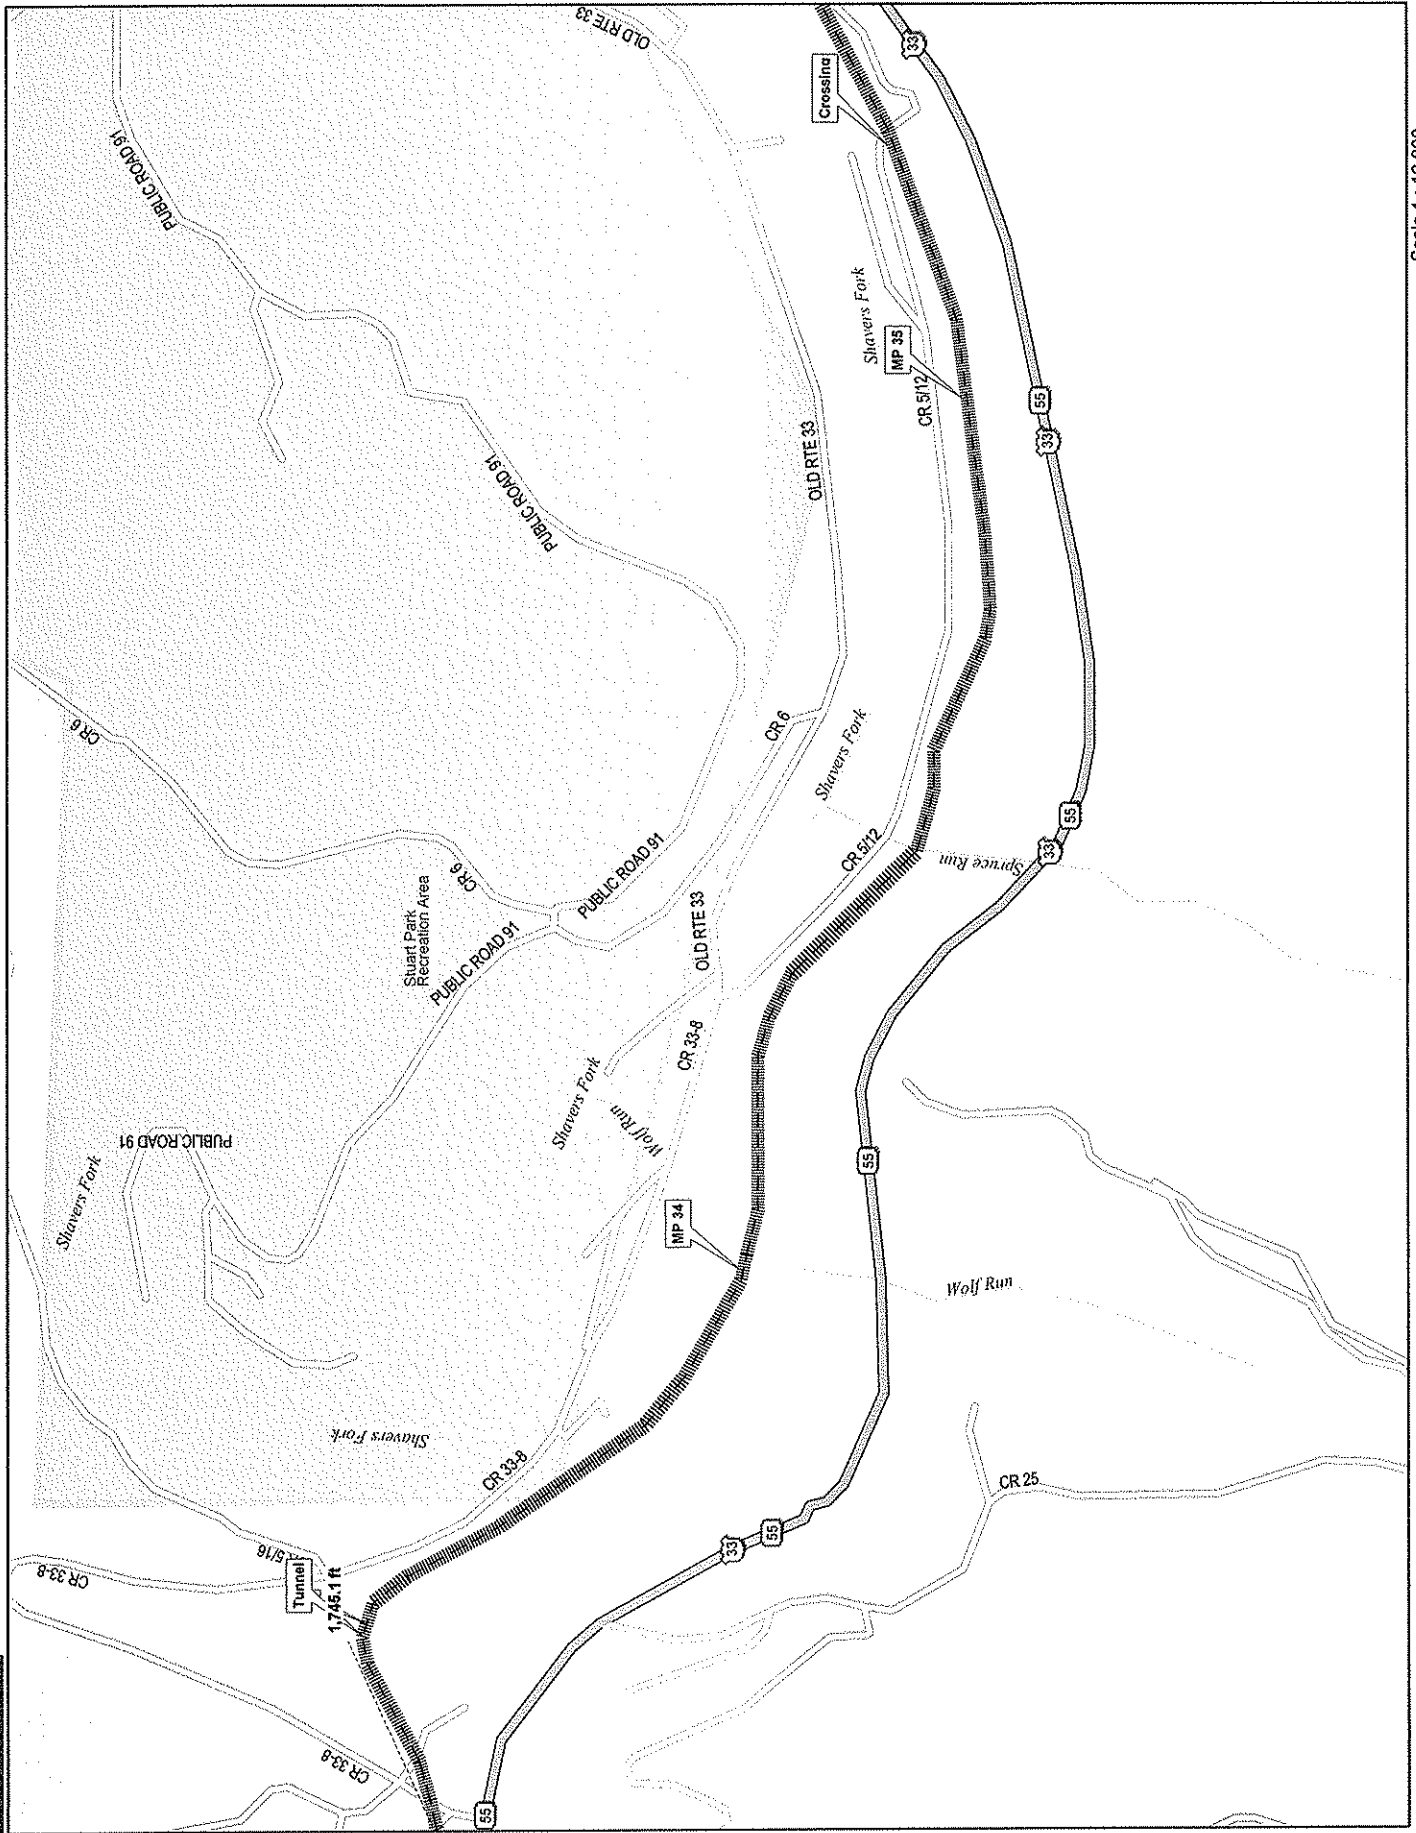 OLD RTE 33
33
Crossing
PUBLIC ROAD 91
Shavers Fork
MP 35
CR 5/12
55
33
OLD RTE 33
PUBLIC ROAD 91
CR 6
CR 6
Shavers Fork
CR 5/12
Spruce Run
55
33
CR 6
PUBLIC ROAD 91
Stuart Park
Recreation Area
PUBLIC ROAD 91
OLD RTE 33
CR 33-8
Shavers Fork
Wolf Run
PUBLIC ROAD 91
Shavers Fork
MP 34
55
Wolf Run
Shavers Fork
CR 33-8
CR 25
33
55
5/16
CR 33-8
Tunnel
1,745.1 ft
CR 33-8
55